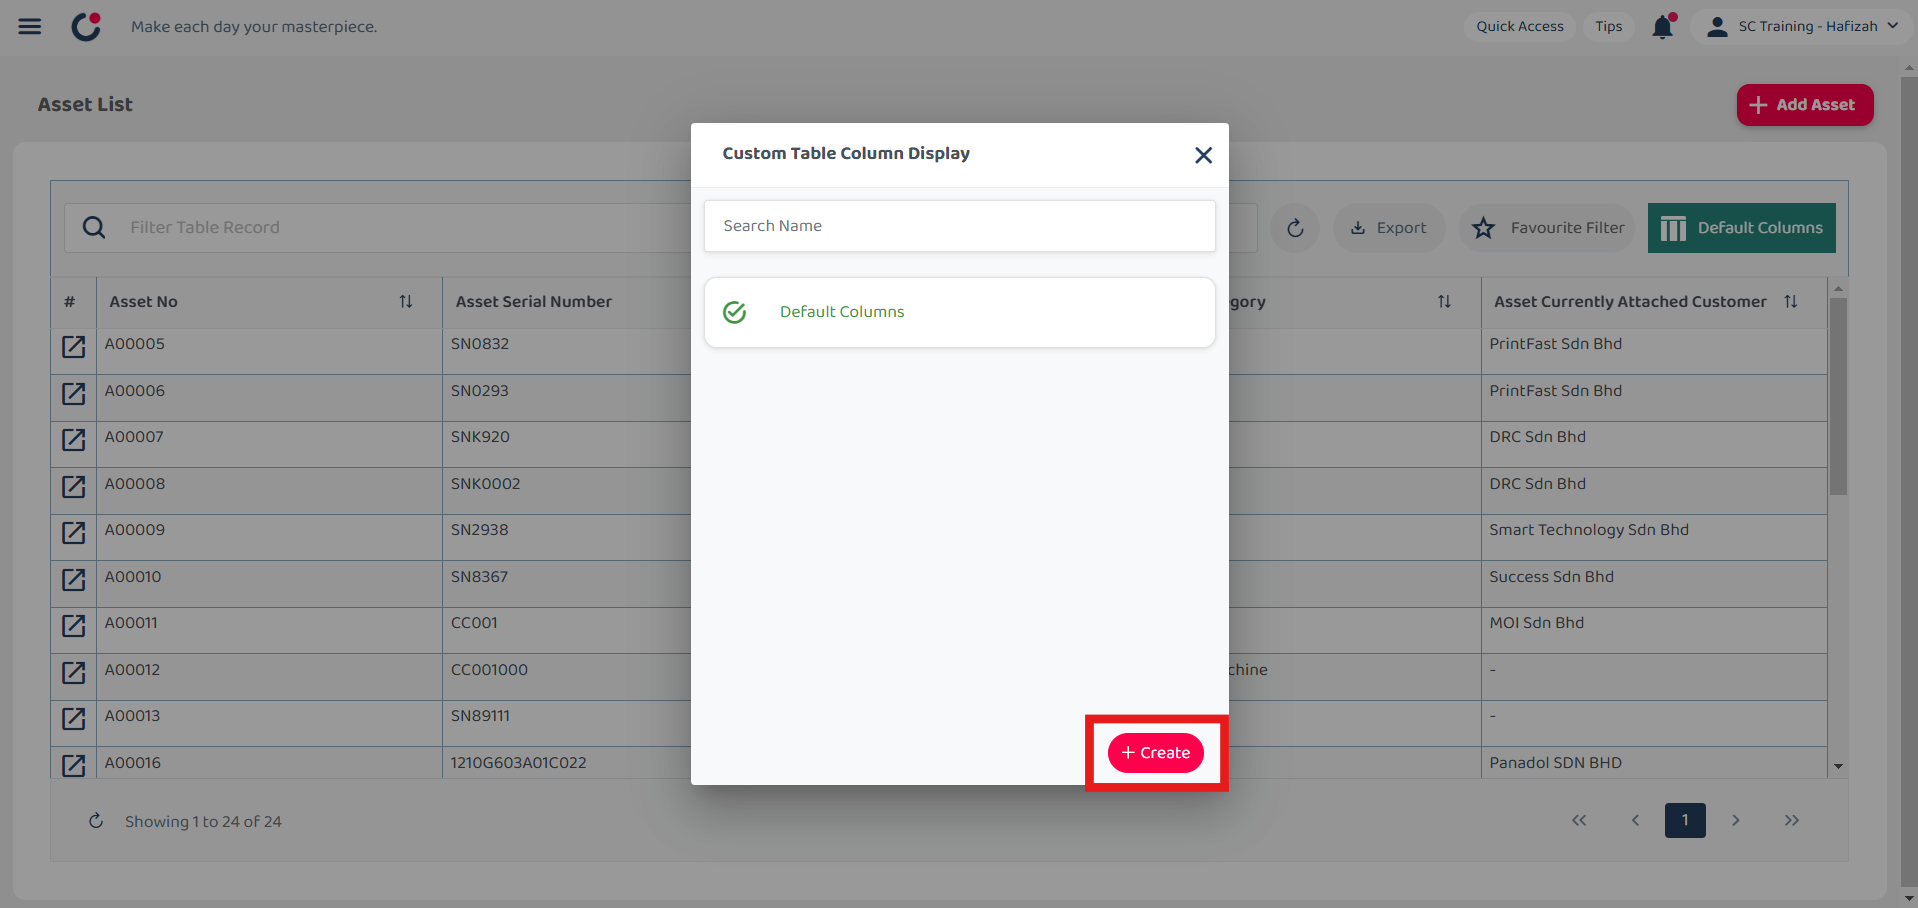 Make each day your masterpiece.
Quick Access
Tips
SC Training - Hafizah
Asset List
Add Asset
Custom Table Column Display
Filter Table Record
Search Name
Export
Favourite Filter
Default Columns
# Asset No Asset Serial Number gory Asset Currently Attached Customer
Default Columns
A00005 SN0832 PrintFast Sdn Bhd
A00006 SN0293 PrintFast Sdn Bhd
A00007 SNK920 DRC Sdn Bhd
A00008 SNK0002 DRC Sdn Bhd
A00009 SN2938 Smart Technology Sdn Bhd
A00010 SN8367 Success Sdn Bhd
A00011 CC001 MOI Sdn Bhd
A00012 CC001000 chine -
A00013 SN89111 -
A00016 1210G603A01C022 Panadol SDN BHD
+ Create
Showing 1 to 24 of 24
1